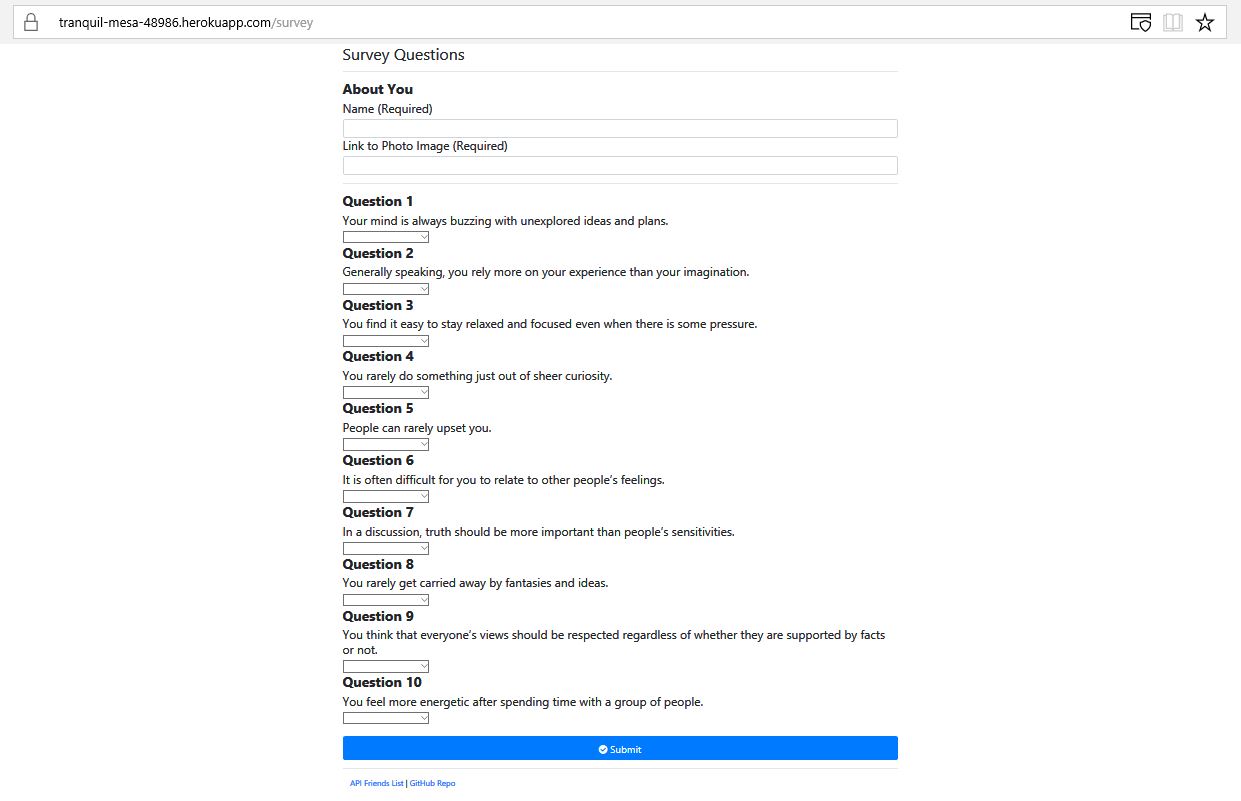 tranquil-mesa-48986.herokuapp.com/survey
Survey Questions
About You
Name (Required)
Link to Photo Image (Required)
Question 1
Your mind is always buzzing with unexplored ideas and plans.
Question 2
Generally speaking, you rely more on your experience than your imagination.
Question 3
You find it easy to stay relaxed and focused even when there is some pressure.
Question 4
You rarely do something just out of sheer curiosity.
Question 5
People can rarely upset you.
Question 6
It is often difficult for you to relate to other people’s feelings.
Question 7
In a discussion, truth should be more important than people’s sensitivities.
Question 8
You rarely get carried away by fantasies and ideas.
Question 9
You think that everyone’s views should be respected regardless of whether they are supported by facts
or not.
Question 10
You feel more energetic after spending time with a group of people.
Submit
API Friends List | GitHub Repo